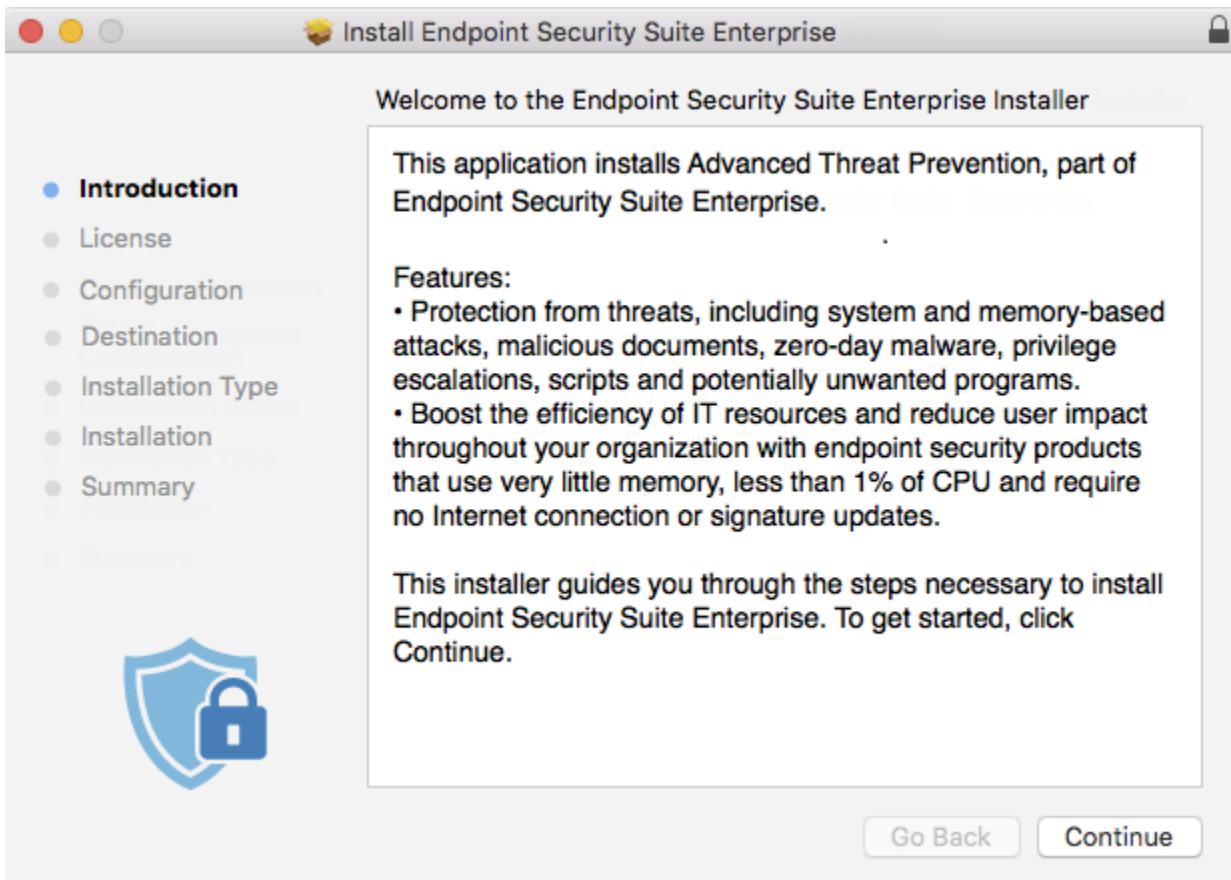 Install Endpoint Security Suite Enterprise
Welcome to the Endpoint Security Suite Enterprise Installer
Introduction
License
Configuration
Destination
Installation Type
Installation
Summary
This application installs Advanced Threat Prevention, part of
Endpoint Security Suite Enterprise.
.
Features:
• Protection from threats, including system and memory-based
attacks, malicious documents, zero-day malware, privilege
escalations, scripts and potentially unwanted programs.
• Boost the efficiency of IT resources and reduce user impact
throughout your organization with endpoint security products
that use very little memory, less than 1% of CPU and require
no Internet connection or signature updates.
This installer guides you through the steps necessary to install
Endpoint Security Suite Enterprise. To get started, click
Continue.
Go Back
Continue